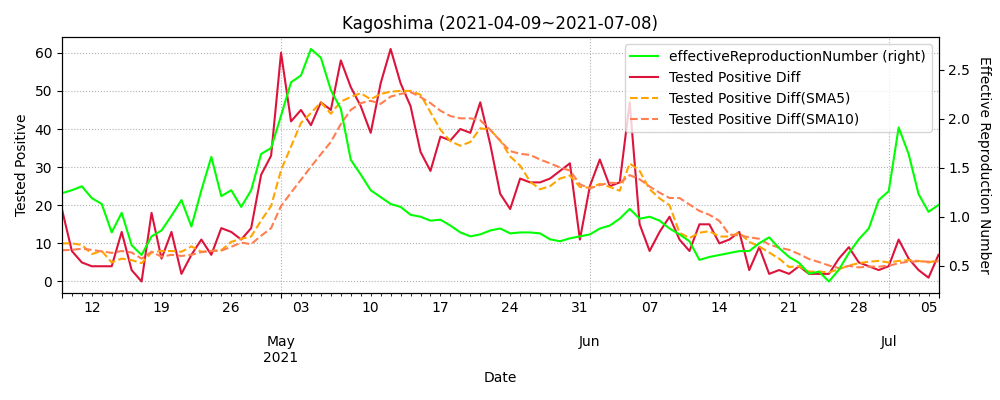 Kagoshima (2021-04-09~2021-07-08)
effectiveReproductionNumber (right)
Tested Positive Diff
Tested Positive Diff(SMA5)
Tested Positive Diff(SMA10)
Tested Positive
60
50
40
30
20
10
0
2.5
2.0
1.5
1.0
0.5
Effective Reproduction Number
12 19 26 03 10 17 24 31 07 14 21 28 05
May Jun Jul
2021
Date